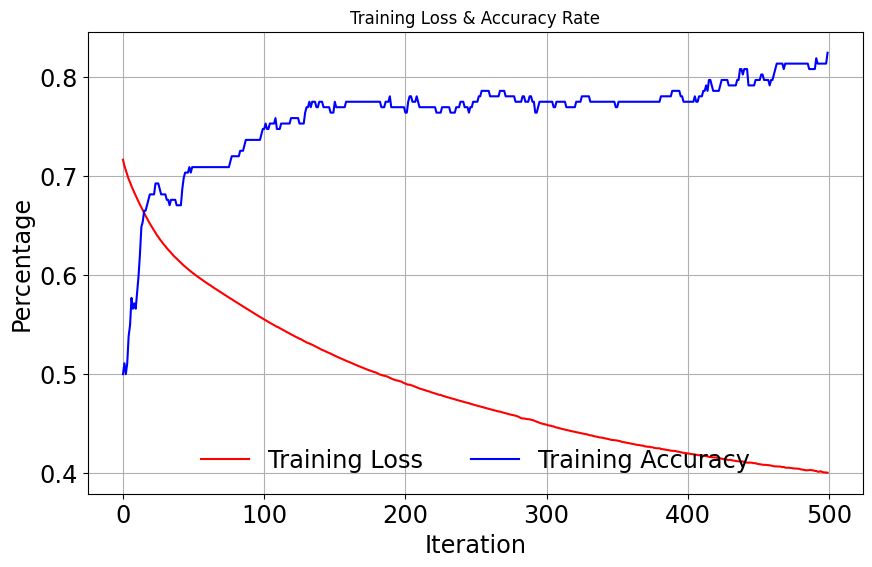 Training Loss & Accuracy Rate
Percentage
0.8
0.7
0.6
0.5
0.4
Training Loss
Training Accuracy
0
100
200
300
400
500
Iteration